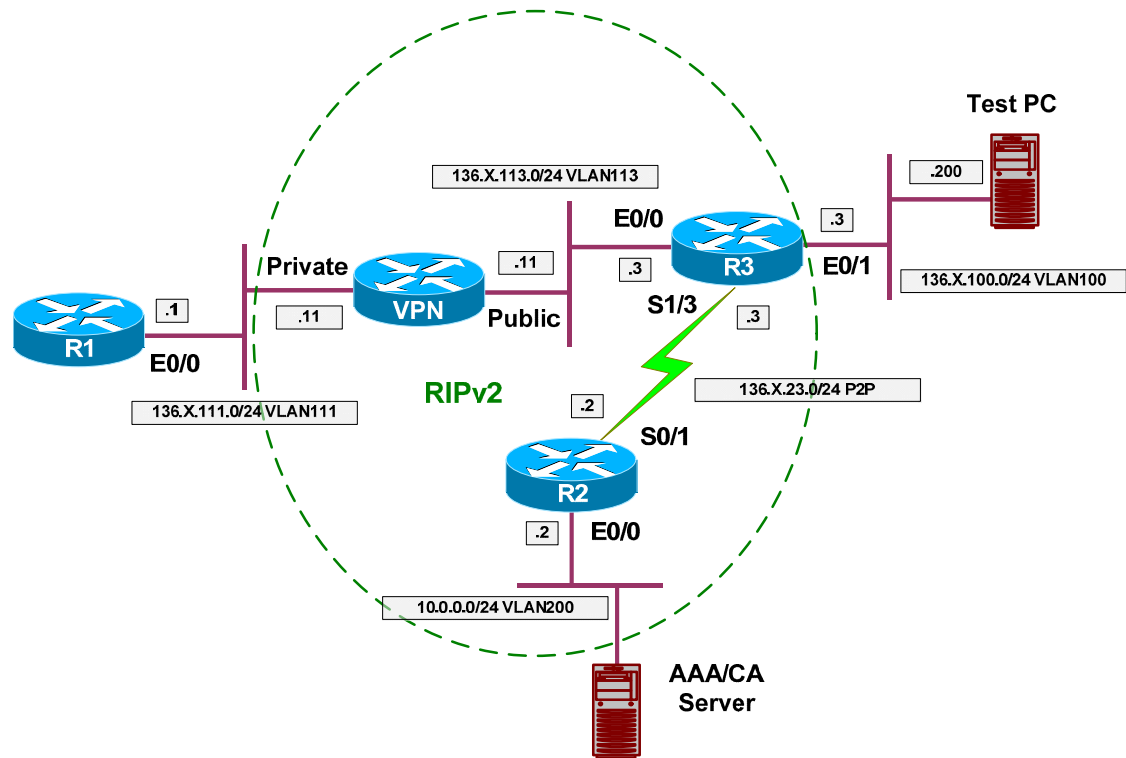 Test PC
.200
136.X.113.0/24 VLAN113
E0/0
.3
R3
.3
E0/1
136.X.100.0/24 VLAN100
Private
.11
VPN
.11
Public
S1/3
.3
.1
R1
E0/0
136.X.111.0/24 VLAN111
RIPv2
136.X.23.0/24 P2P
.2
S0/1
R2
.2
E0/0
10.0.0.0/24 VLAN200
AAA/CA
Server